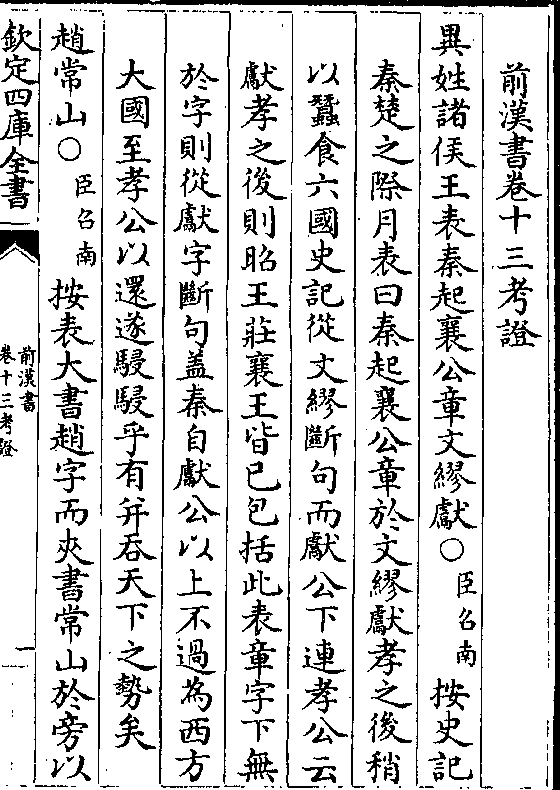 前漢書卷十三考證
異姓諸侯王表秦起襄公章文繆獻○臣召南按史記
秦楚之際月表曰秦起襄公章於文繆獻孝之後稍
以蠶食六國史記從文繆斷句而獻公下連孝公云
獻孝之後則昭王莊襄王皆已包括此表章字下無
於字則從獻字斷句盖秦自獻公以上不過為西方
大國至孝公以還遂駸駸乎有并吞天下之勢矣
趙常山○臣召南按表大書趙字而夾書常山於旁以
欽定四庫全書
前漢書
卷十三考證
一